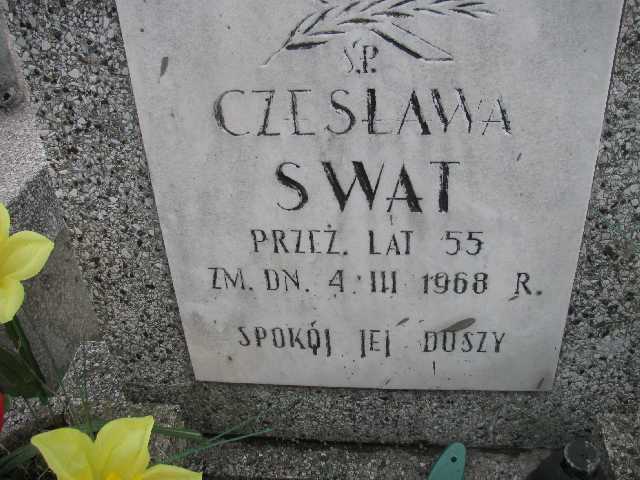 Ś.P.
CZESŁAWA
SWAT
PRZEŻ. LAT 55
ZM. DN. 4 III 1968 R.
SPOKÓJ JEJ DUSZY